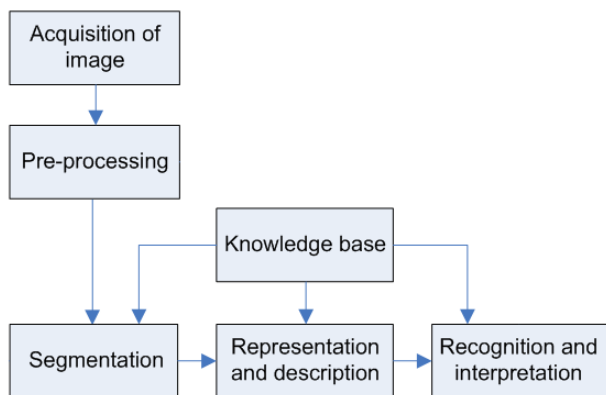 Acquisition of
image
Pre-processing
Knowledge base
Segmentation
Representation
and description
Recognition and
interpretation